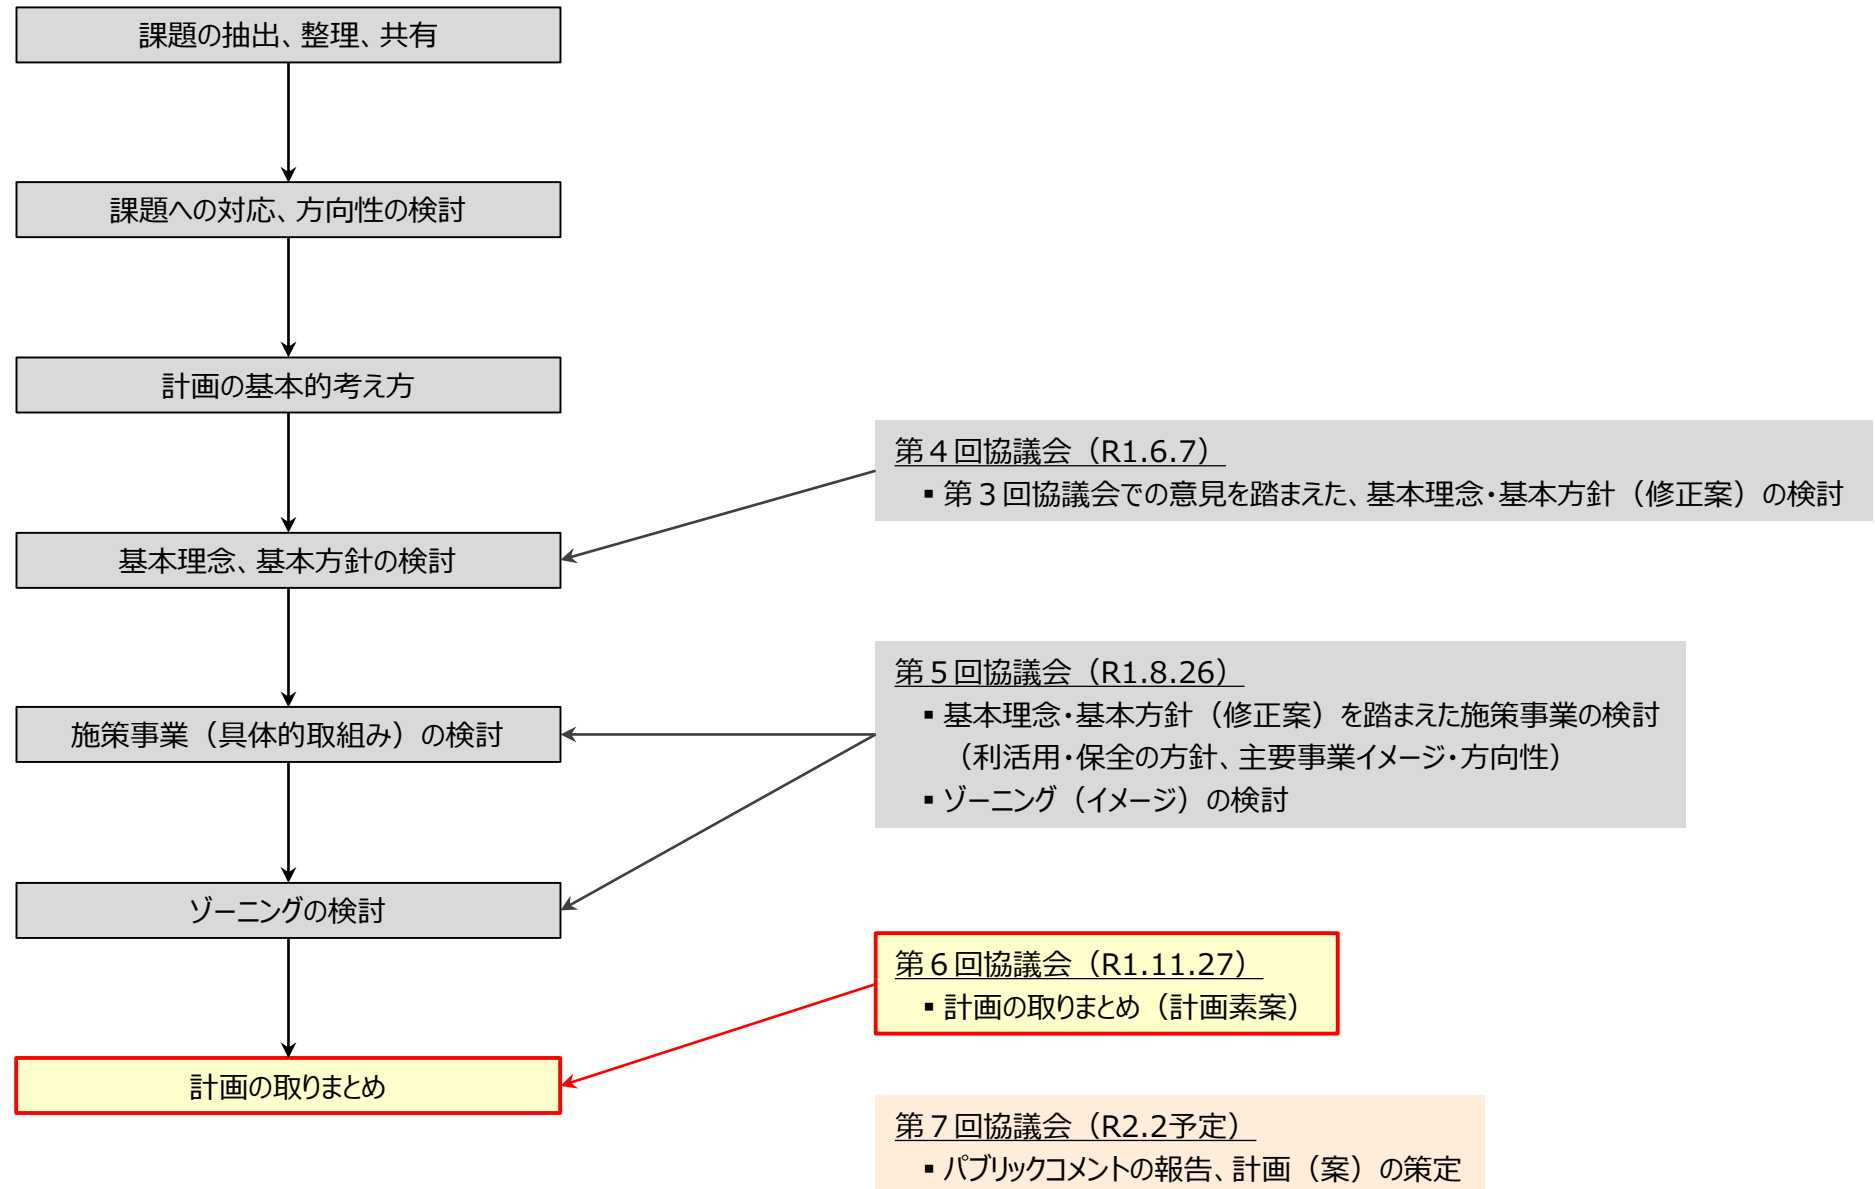 課題の抽出、整理、共有
課題への対応、方向性の検討
計画の基本的考え方
基本理念、基本方針の検討
施策事業（具体的取組み）の検討
ゾーニングの検討
計画の取りまとめ
第４回協議会（R1.6.7）
▪ 第３回協議会での意見を踏まえた、基本理念・基本方針（修正案）の検討
第５回協議会（R1.8.26）
▪ 基本理念・基本方針（修正案）を踏まえた施策事業の検討
（利活用・保全の方針、主要事業イメージ・方向性）
▪ ゾーニング（イメージ）の検討
第６回協議会（R1.11.27）
▪ 計画の取りまとめ（計画素案）
第７回協議会（R2.2予定）
▪ パブリックコメントの報告、計画（案）の策定